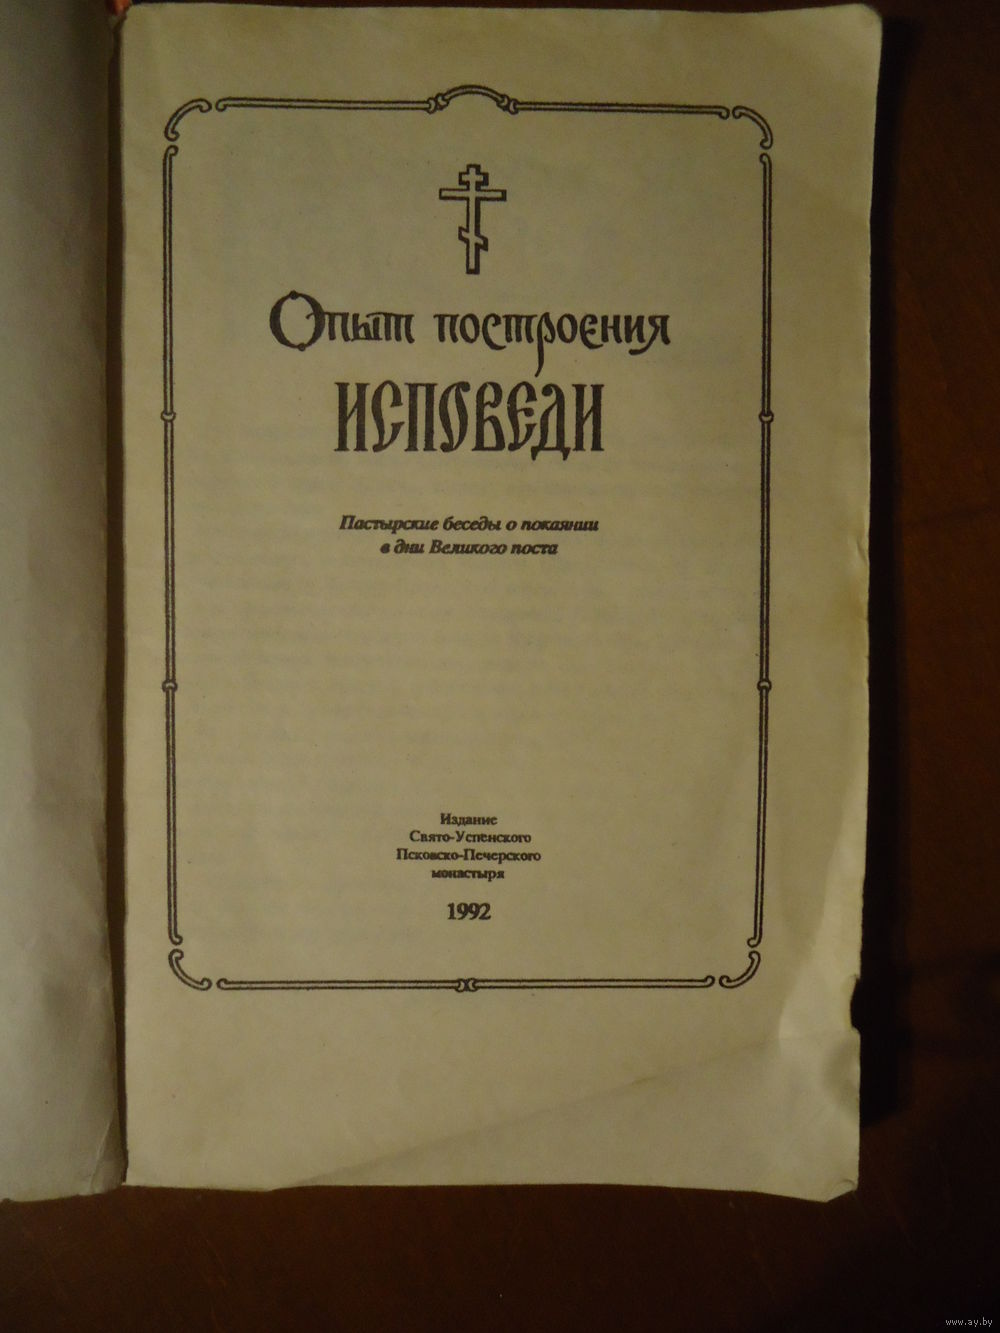 Опыт построения
ИСПОВЕДИ
Пастырские беседы о покаянии
в дни Великого поста
Издание
Свято-Успенского
Псковско-Печерского
монастыря
1992
www.ay.by